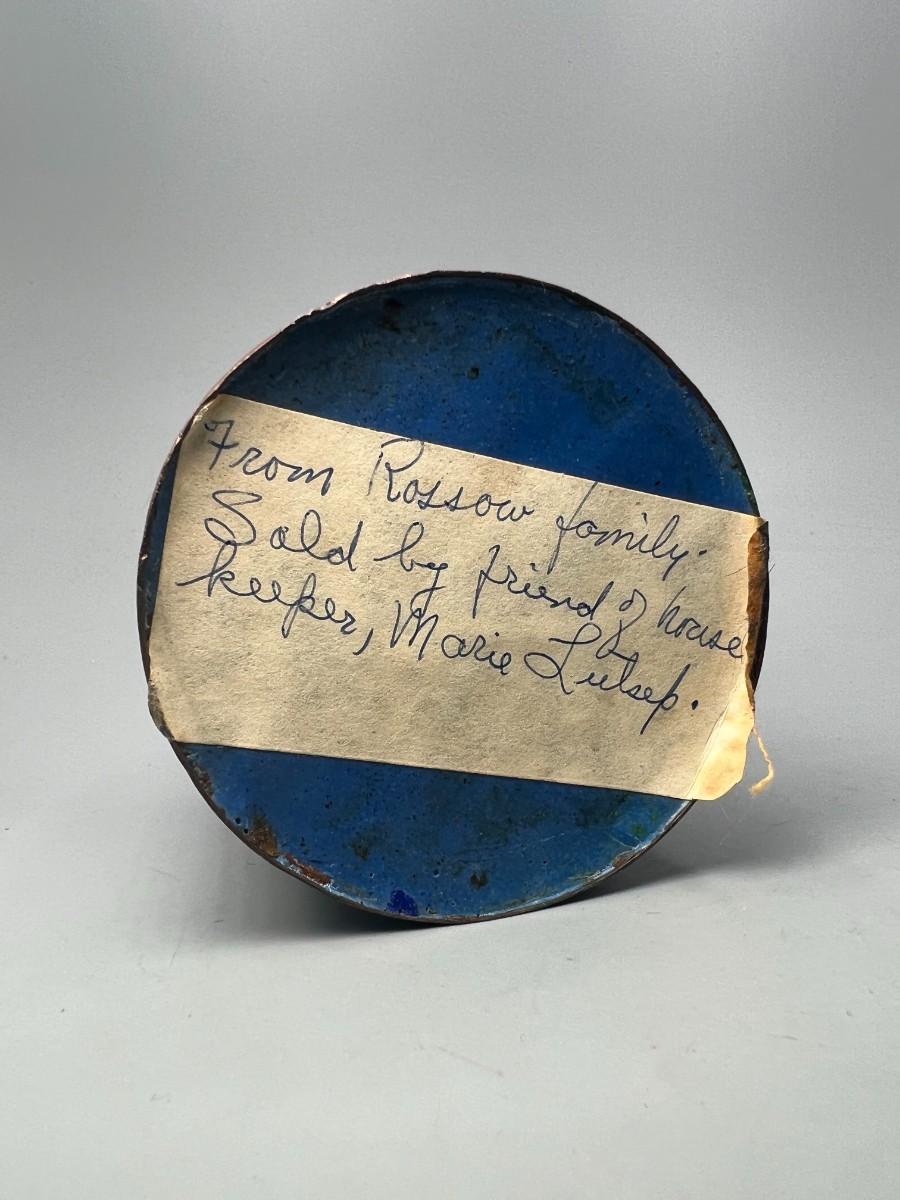 From Rossow family.
Sold by friend of house
keeper, Marie Lutsep.